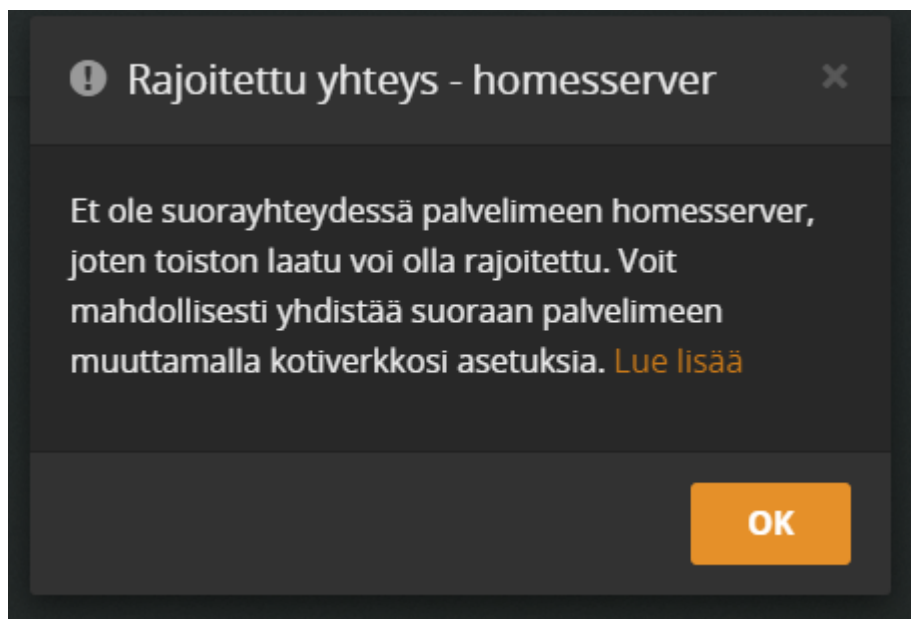 Rajoitettu yhteys - homesserver
Et ole suorayhteydessä palvelimeen homesserver,
joten toiston laatu voi olla rajoitettu. Voit
mahdollisesti yhdistää suoraan palvelimeen
muuttamalla kotiverkkosi asetuksia. Lue lisää
OK